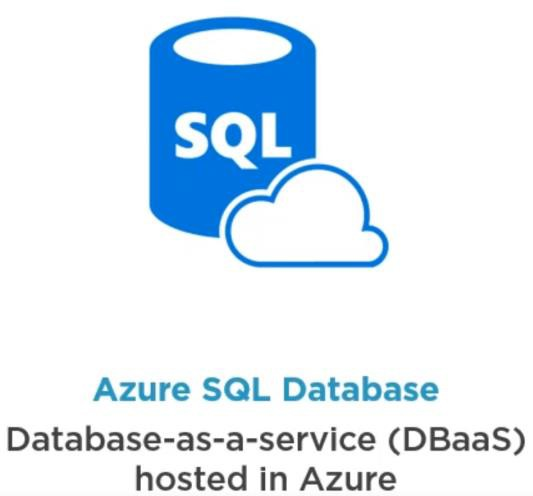 SQL
Azure SQL Database
Database-as-a-service (DBaaS)
hosted in Azure